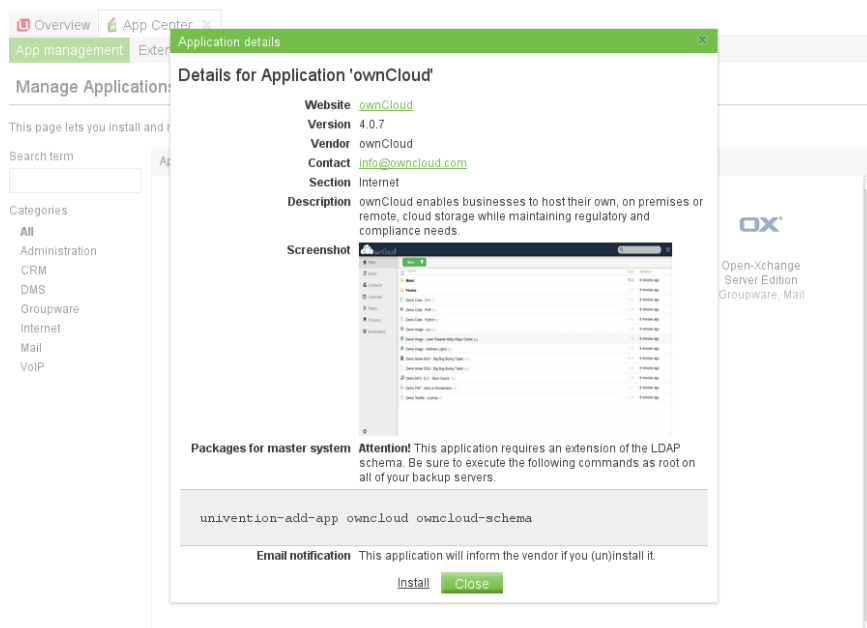 Overview
App Center
App management
Exter
Application details
Manage Applications
This page lets you install and r
Search term
Categories
All
Administration
CRM
DMS
Groupware
Internet
Mail
VoIP
Details for Application 'ownCloud'
Website ownCloud
Version 4.0.7
Vendor ownCloud
Contact info@owncloud.com
Section Internet
Description ownCloud enables businesses to host their own, on premises or
remote, cloud storage while maintaining regulatory and
compliance needs.
Screenshot
Packages for master system Attention! This application requires an extension of the LDAP
schema. Be sure to execute the following commands as root on
all of your backup servers.
univention-add-app owncloud owncloud-schema
Email notification This application will inform the vendor if you (un)install it.
Install
Close
OX
Open-Xchange
Server Edition
Groupware, Mail